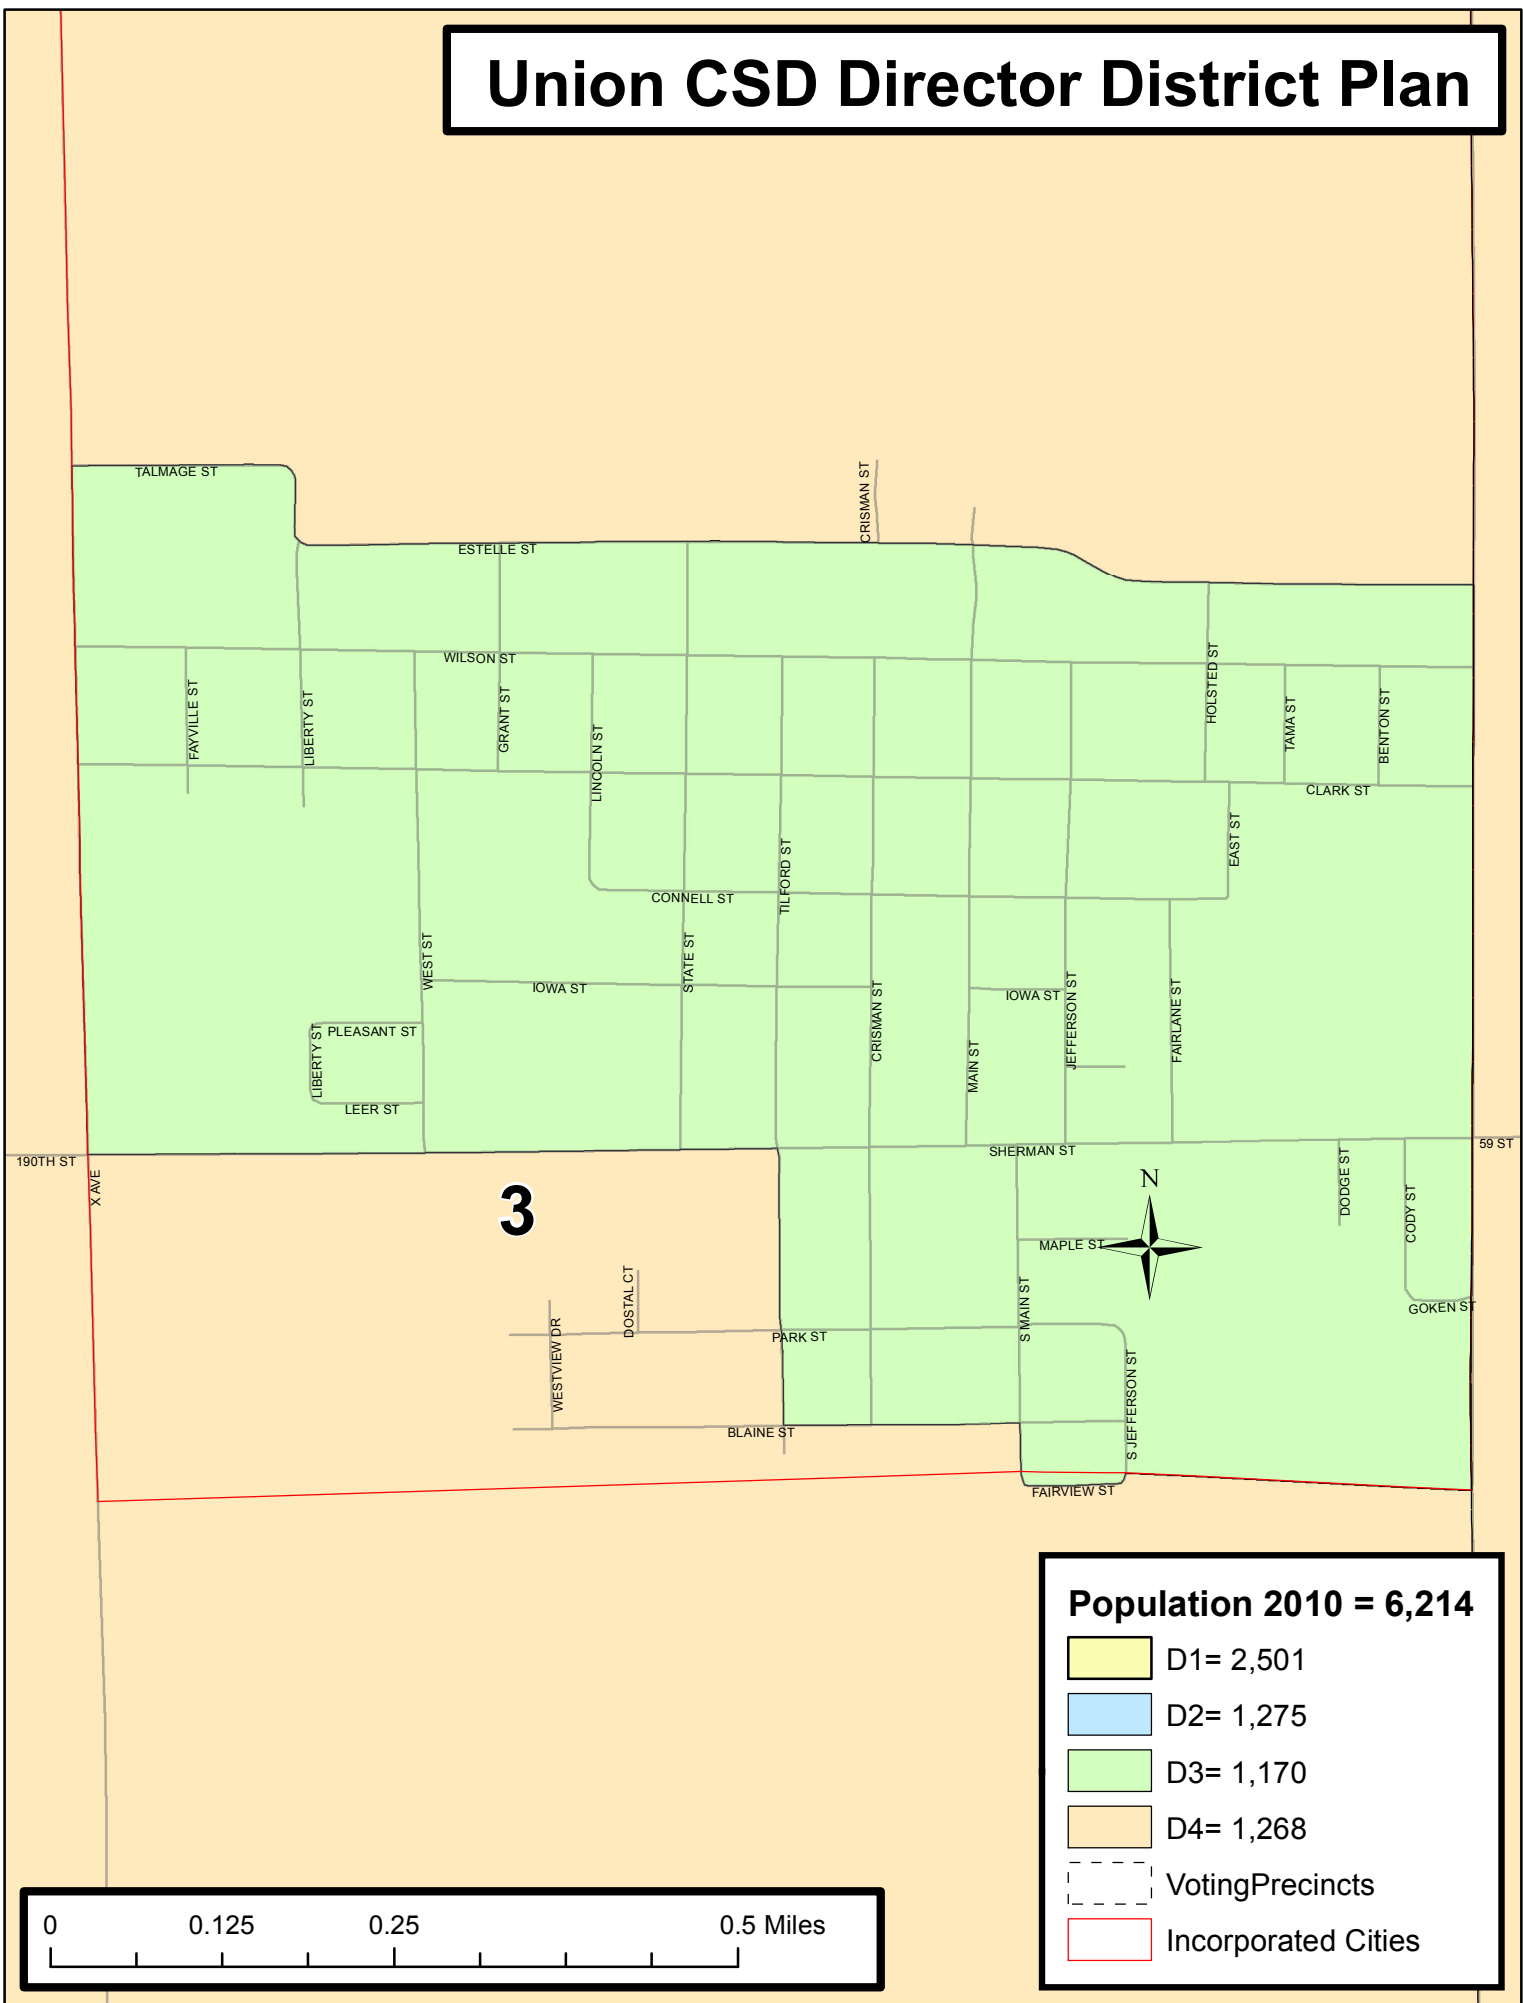 Union CSD Director District Plan
TALMAGE ST
CRISMAN ST
ESTELLE ST
WILSON ST
FAYVILLE ST
LIBERTY ST
GRANT ST
LINCOLN ST
HOLSTED ST
TAMA ST
BENTON ST
CLARK ST
EAST ST
TILFORD ST
CONNELL ST
WEST ST
STATE ST
IOWA ST
CRISMAN ST
IOWA ST
JEFFERSON ST
FAIRLANE ST
MAIN ST
LIBERTY ST
PLEASANT ST
LEER ST
190TH ST
X AVE
SHERMAN ST
59 ST
3
N
DODGE ST
CODY ST
MAPLE ST
GOKEN ST
DOSTAL CT
WESTVIEW DR
PARK ST
S MAIN ST
S JEFFERSON ST
BLAINE ST
FAIRVIEW ST
Population 2010 = 6,214
D1= 2,501
D2= 1,275
D3= 1,170
D4= 1,268
VotingPrecincts
Incorporated Cities
0 0.125 0.25 0.5 Miles